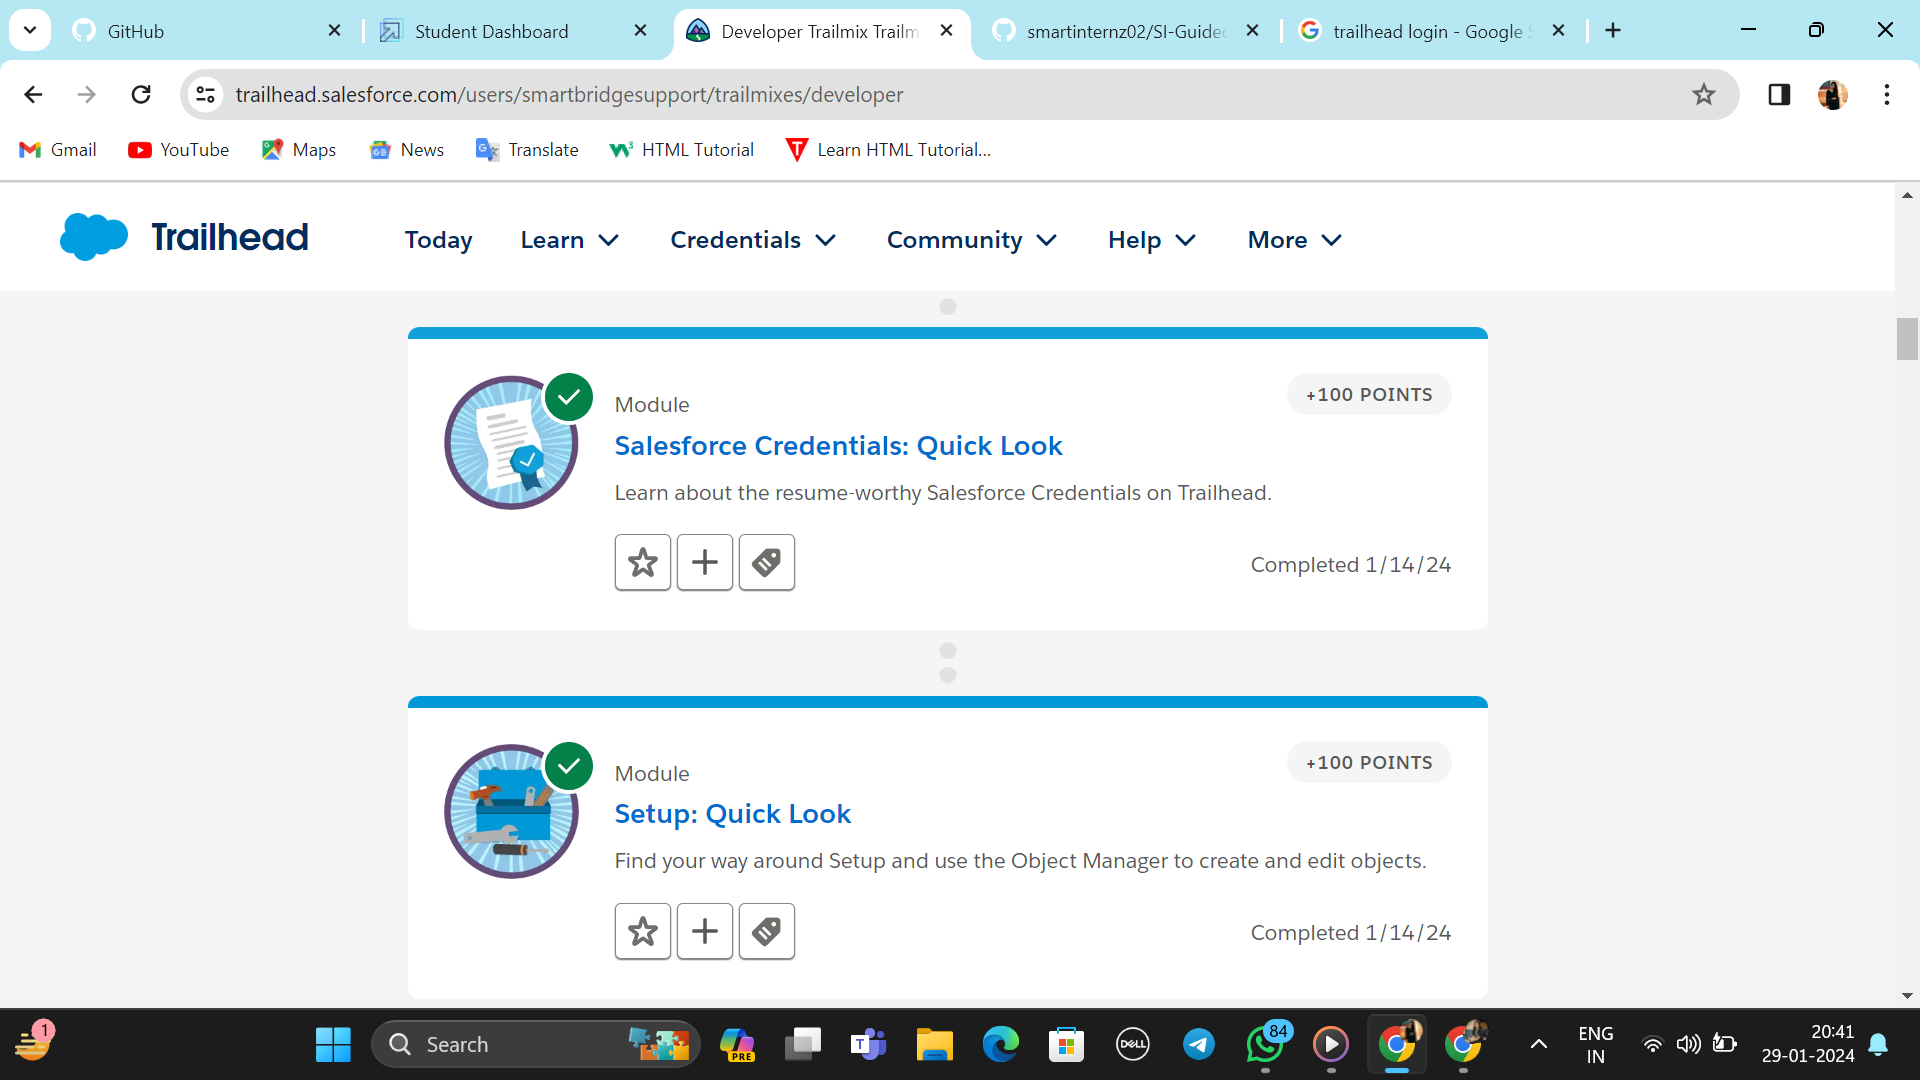 GitHub
Student Dashboard
Developer Trailmix Trailm
smartinternz02/SI-Guided
trailhead login - Google S
trailhead.salesforce.com/users/smartbridgesupport/trailmixes/developer
Gmail
YouTube
Maps
News
Translate
HTML Tutorial
Learn HTML Tutorial...
Trailhead
Today
Learn
Credentials
Community
Help
More
Module
+100 POINTS
Salesforce Credentials: Quick Look
Learn about the resume-worthy Salesforce Credentials on Trailhead.
Completed 1/14/24
Module
+100 POINTS
Setup: Quick Look
Find your way around Setup and use the Object Manager to create and edit objects.
Completed 1/14/24
1
Search
PRE
T
DELL
84
ENG
IN
20:41
29-01-2024